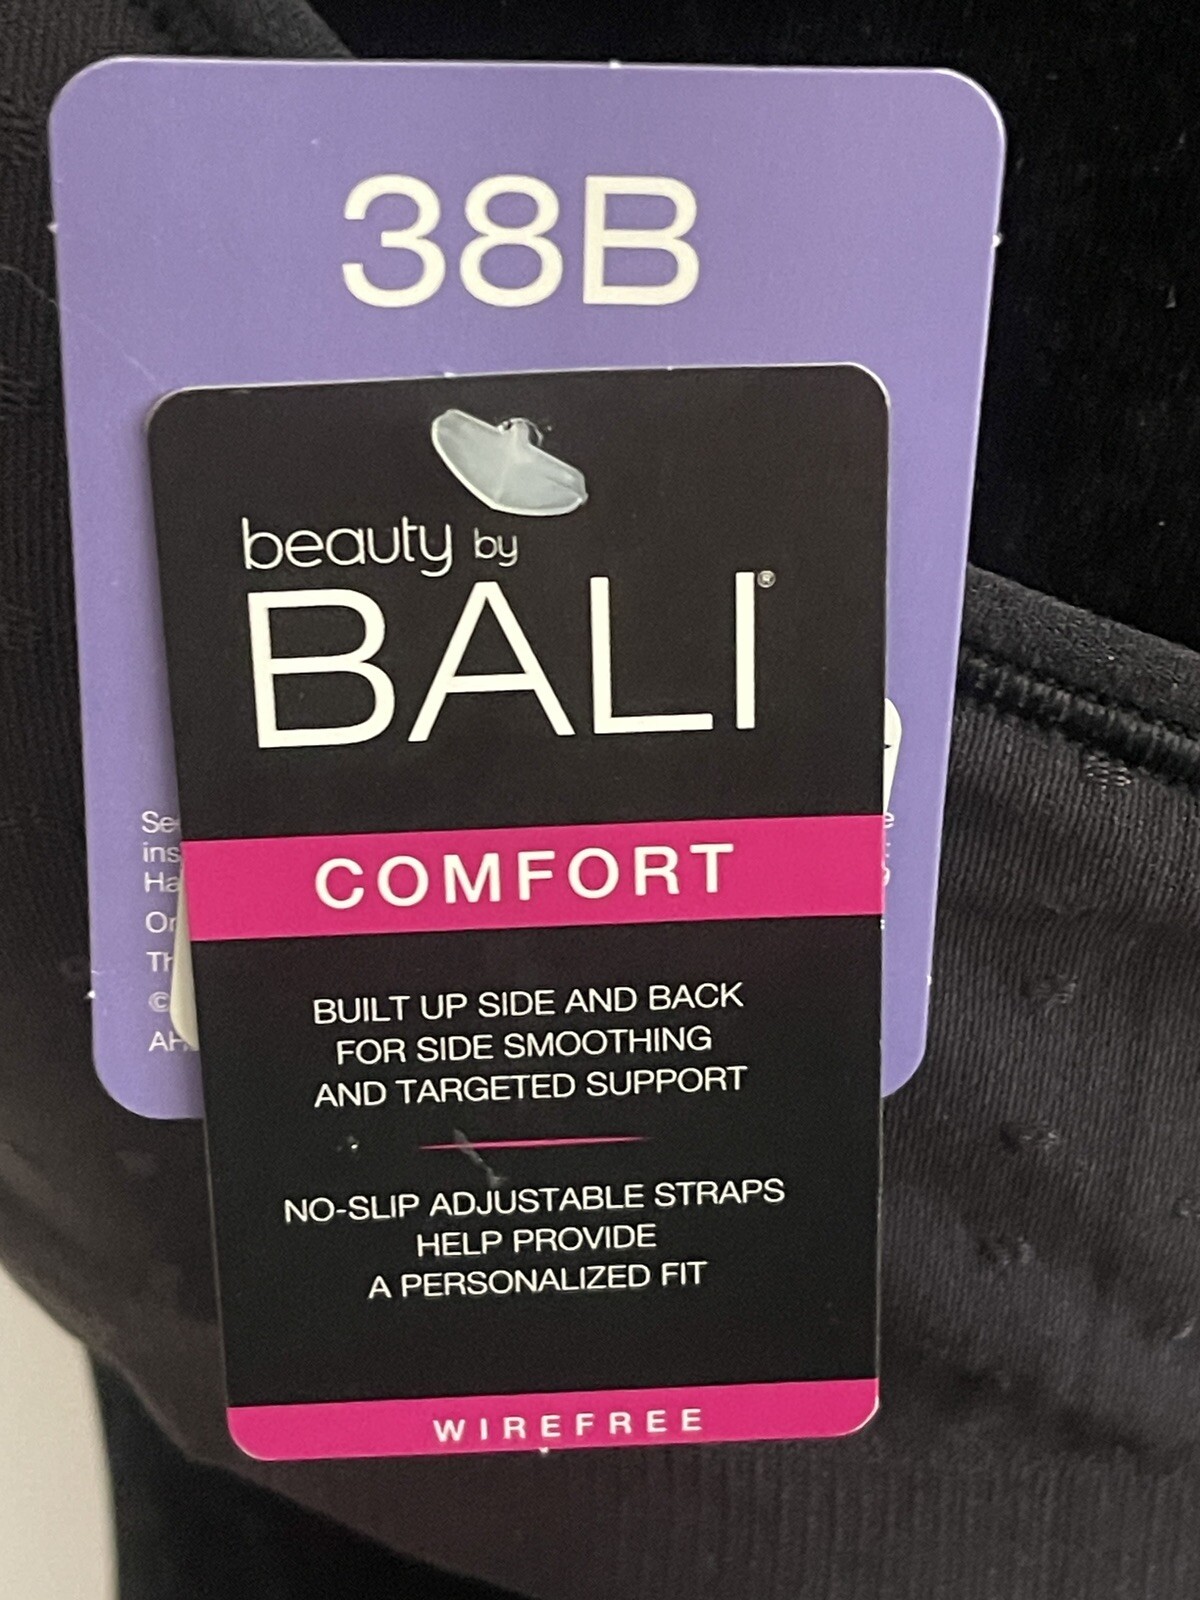 38B
beauty by
BALI®
COMFORT
BUILT UP SIDE AND BACK
FOR SIDE SMOOTHING
AND TARGETED SUPPORT
NO-SLIP ADJUSTABLE STRAPS
HELP PROVIDE
A PERSONALIZED FIT
WIREFREE